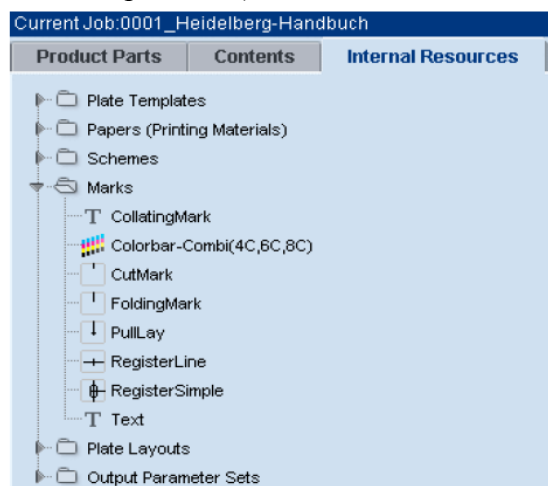 Current Job:0001_Heidelberg-Handbuch
Product Parts Contents Internal Resources
Plate Templates
Papers (Printing Materials)
Schemes
Marks
T CollatingMark
Colorbar-Combi(4C,6C,8C)
CutMark
FoldingMark
PullLay
RegisterLine
RegisterSimple
T Text
Plate Layouts
Output Parameter Sets